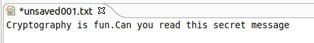 *unsaved001.txt
Cryptography is fun.Can you read this secret message